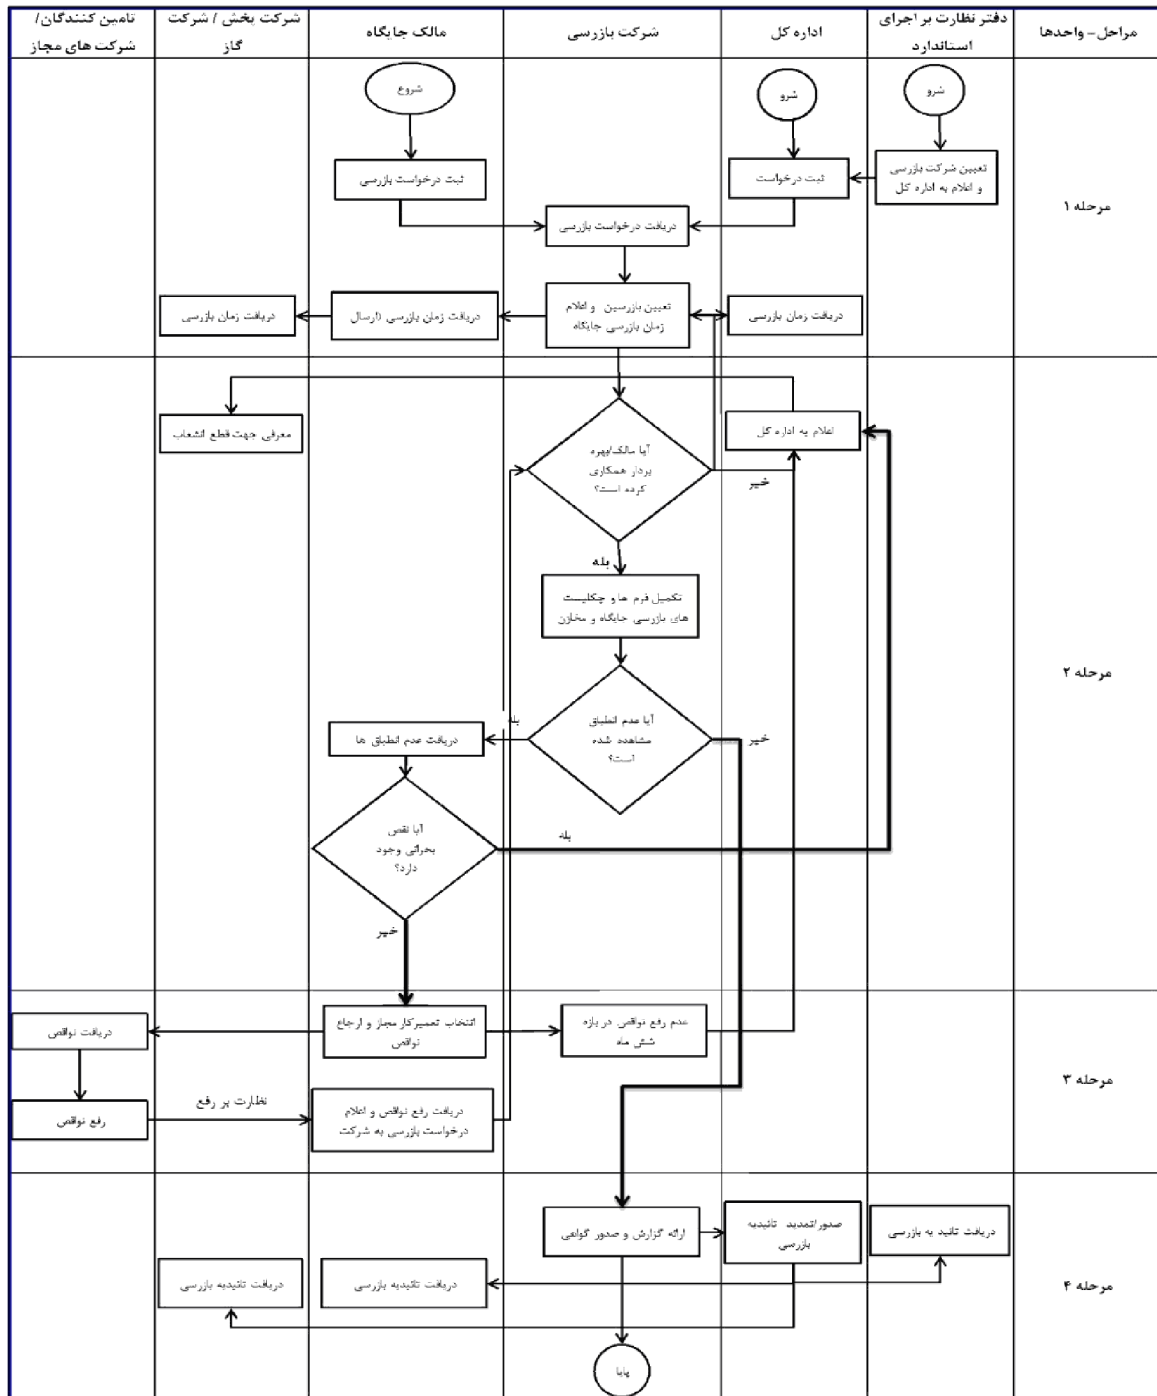 مراحل- واحدها
دفتر نظارت بر اجرای
استاندارد
اداره کل
شرکت بازرسی
مالک جایگاه
شرکت پخش / شرکت
گاز
تامین کنندگان/
شرکت های مجاز
مرحله ۱
شرو
شرو
شروع
تعیین شرکت بازرسی
و اعلام به اداره کل
ثبت درخواست
ثبت درخواست بازرسی
دریافت درخواست بازرسی
دریافت زمان بازرسی
تعیین بازرسین و اعلام
زمان بازرسی جایگاه
دریافت زمان بازرسی (ارسال
دریافت زمان بازرسی
مرحله ۲
اعلام به اداره کل
آیا مالک/بهره
بردار همکاری
کرده است؟
معرفی جهت قطع انشعاب
خیر
بله
تکمیل فرم ها و چکلیست
های بازرسی جایگاه و مخازن
آیا عدم انطباق
مشاهده شده
است؟
خیر
بله
دریافت عدم انطباق ها
آیا نقص
بحرانی وجود
دارد؟
بله
خیر
مرحله ۳
عدم رفع نواقص در بازه
شش ماه
انتخاب تعمیرکار مجاز و ارجاع
نواقص
دریافت نواقص
دریافت رفع نواقص و اعلام
درخواست بازرسی به شرکت
نظارت بر رفع
رفع نواقص
مرحله ۴
دریافت تائید یه بازرسی
صدور/تمدید تائیدیه
بازرسی
ارائه گزارش و صدور گواهی
دریافت تائیدیه بازرسی
دریافت تائیدیه بازرسی
پایا